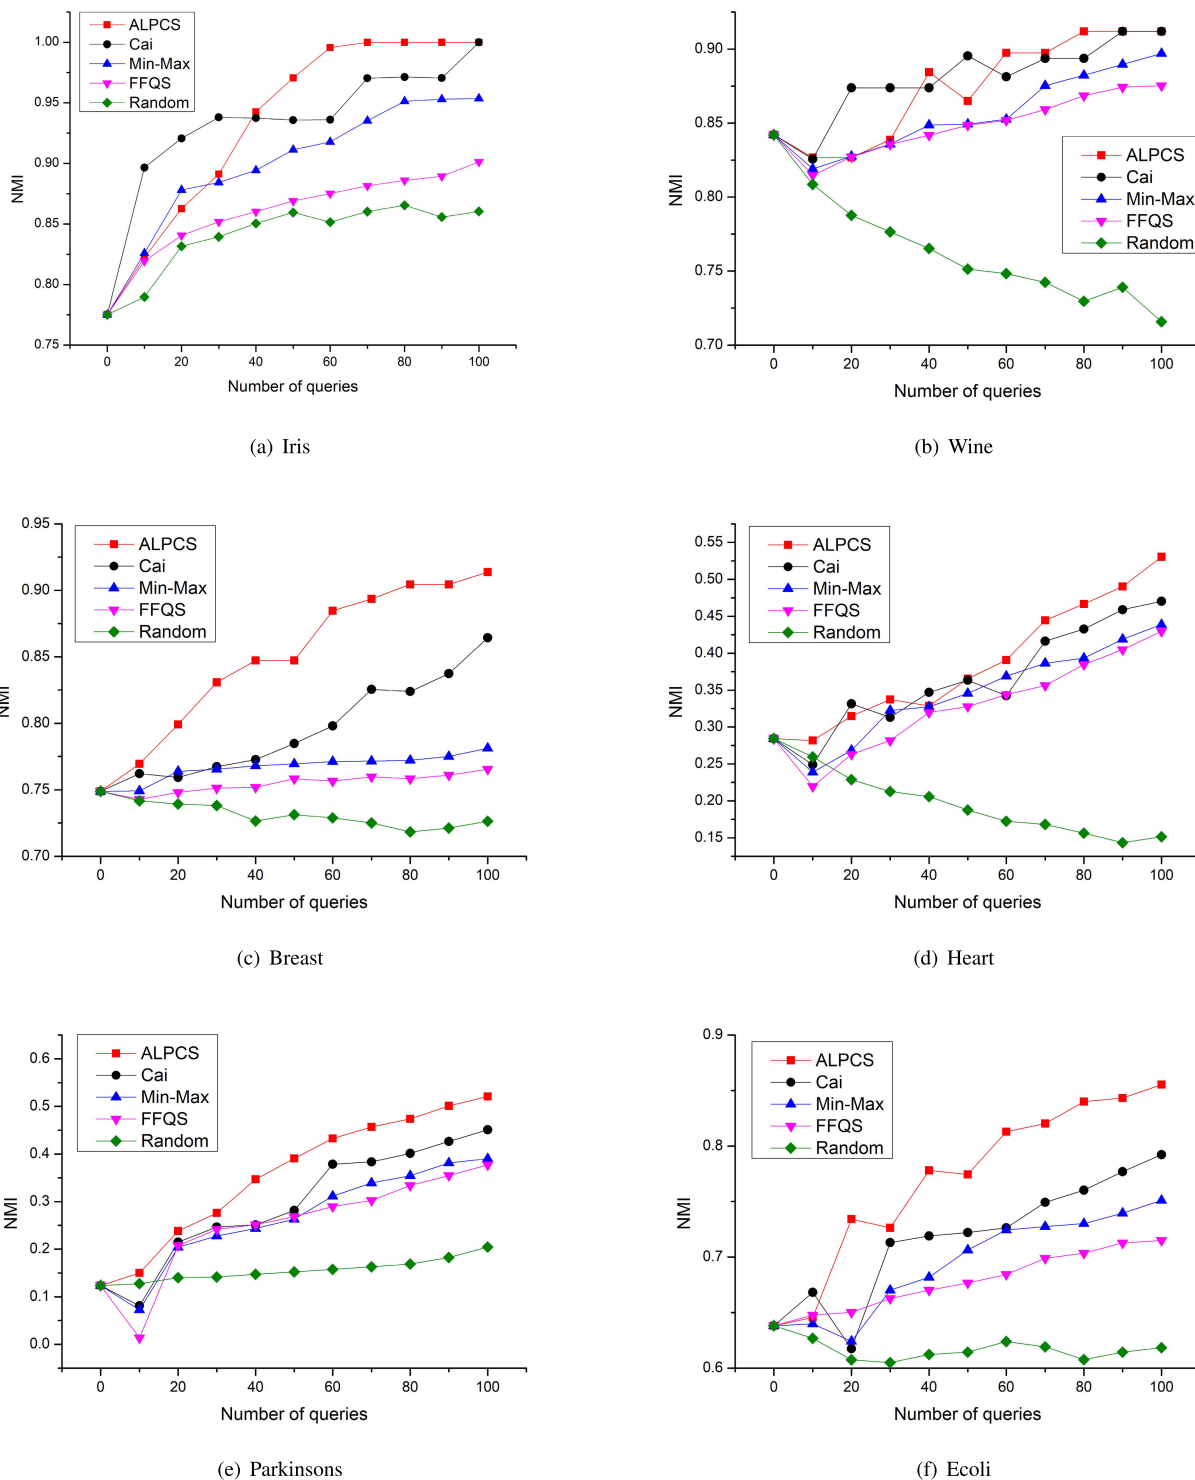 ALPCS
Cai
Min-Max
FFQS
Random
1.00
0.95
0.90
0.85
0.80
0.75
NMI
0 20 40 60 80 100
Number of queries
(a) Iris
0.90
0.85
0.80
0.75
0.70
NMI
ALPCS
Cai
Min-Max
FFQS
Random
0 20 40 60 80 100
Number of queries
(b) Wine
0.95
0.90
0.85
0.80
0.75
0.70
NMI
ALPCS
Cai
Min-Max
FFQS
Random
0 20 40 60 80 100
Number of queries
(c) Breast
0.55
0.50
0.45
0.40
0.35
0.30
0.25
0.20
0.15
NMI
ALPCS
Cai
Min-Max
FFQS
Random
0 20 40 60 80 100
Number of queries
(d) Heart
0.6
0.5
0.4
0.3
0.2
0.1
0.0
NMI
ALPCS
Cai
Min-Max
FFQS
Random
0 20 40 60 80 100
Number of queries
(e) Parkinsons
0.9
0.8
0.7
0.6
NMI
ALPCS
Cai
Min-Max
FFQS
Random
0 20 40 60 80 100
Number of queries
(f) Ecoli